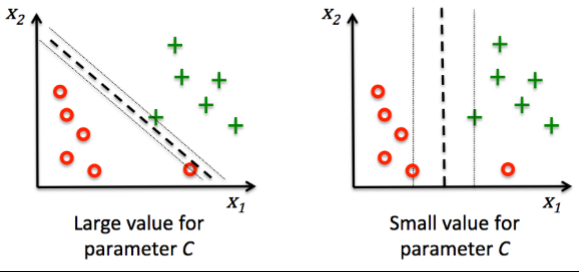 x2
x1
Large value for
parameter C
x2
x1
Small value for
parameter C